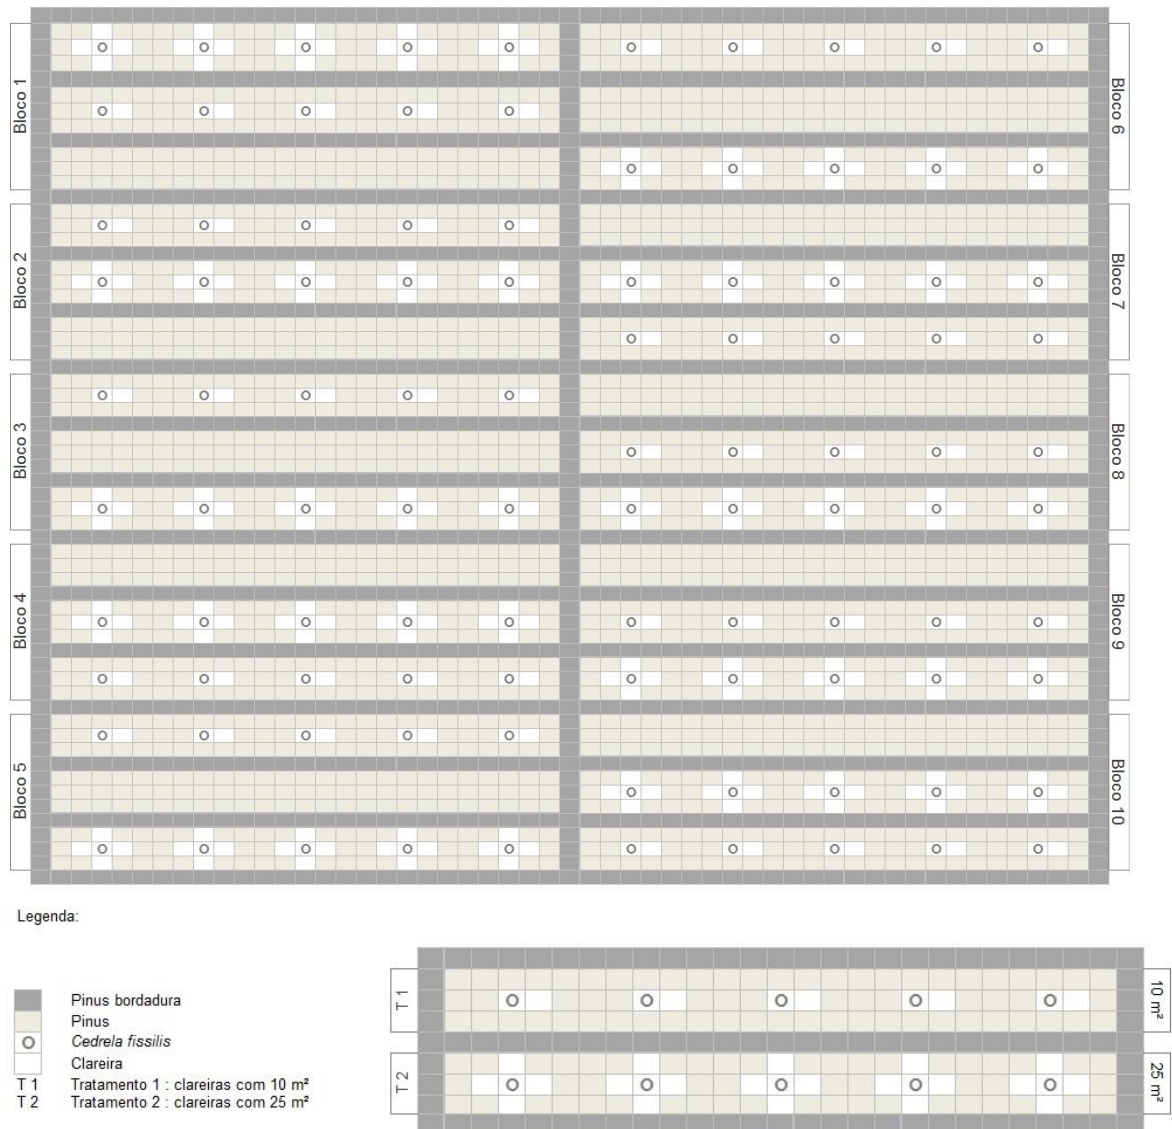 Bloco 1
Bloco 2
Bloco 3
Bloco 4
Bloco 5
Bloco 6
Bloco 7
Bloco 8
Bloco 9
Bloco 10
Legenda:
Pinus bordadura
Pinus
Cedrela fissilis
Clareira
T 1 Tratamento 1 : clareiras com 10 m²
T 2 Tratamento 2 : clareiras com 25 m²
T 1
10 m²
T 2
25 m²